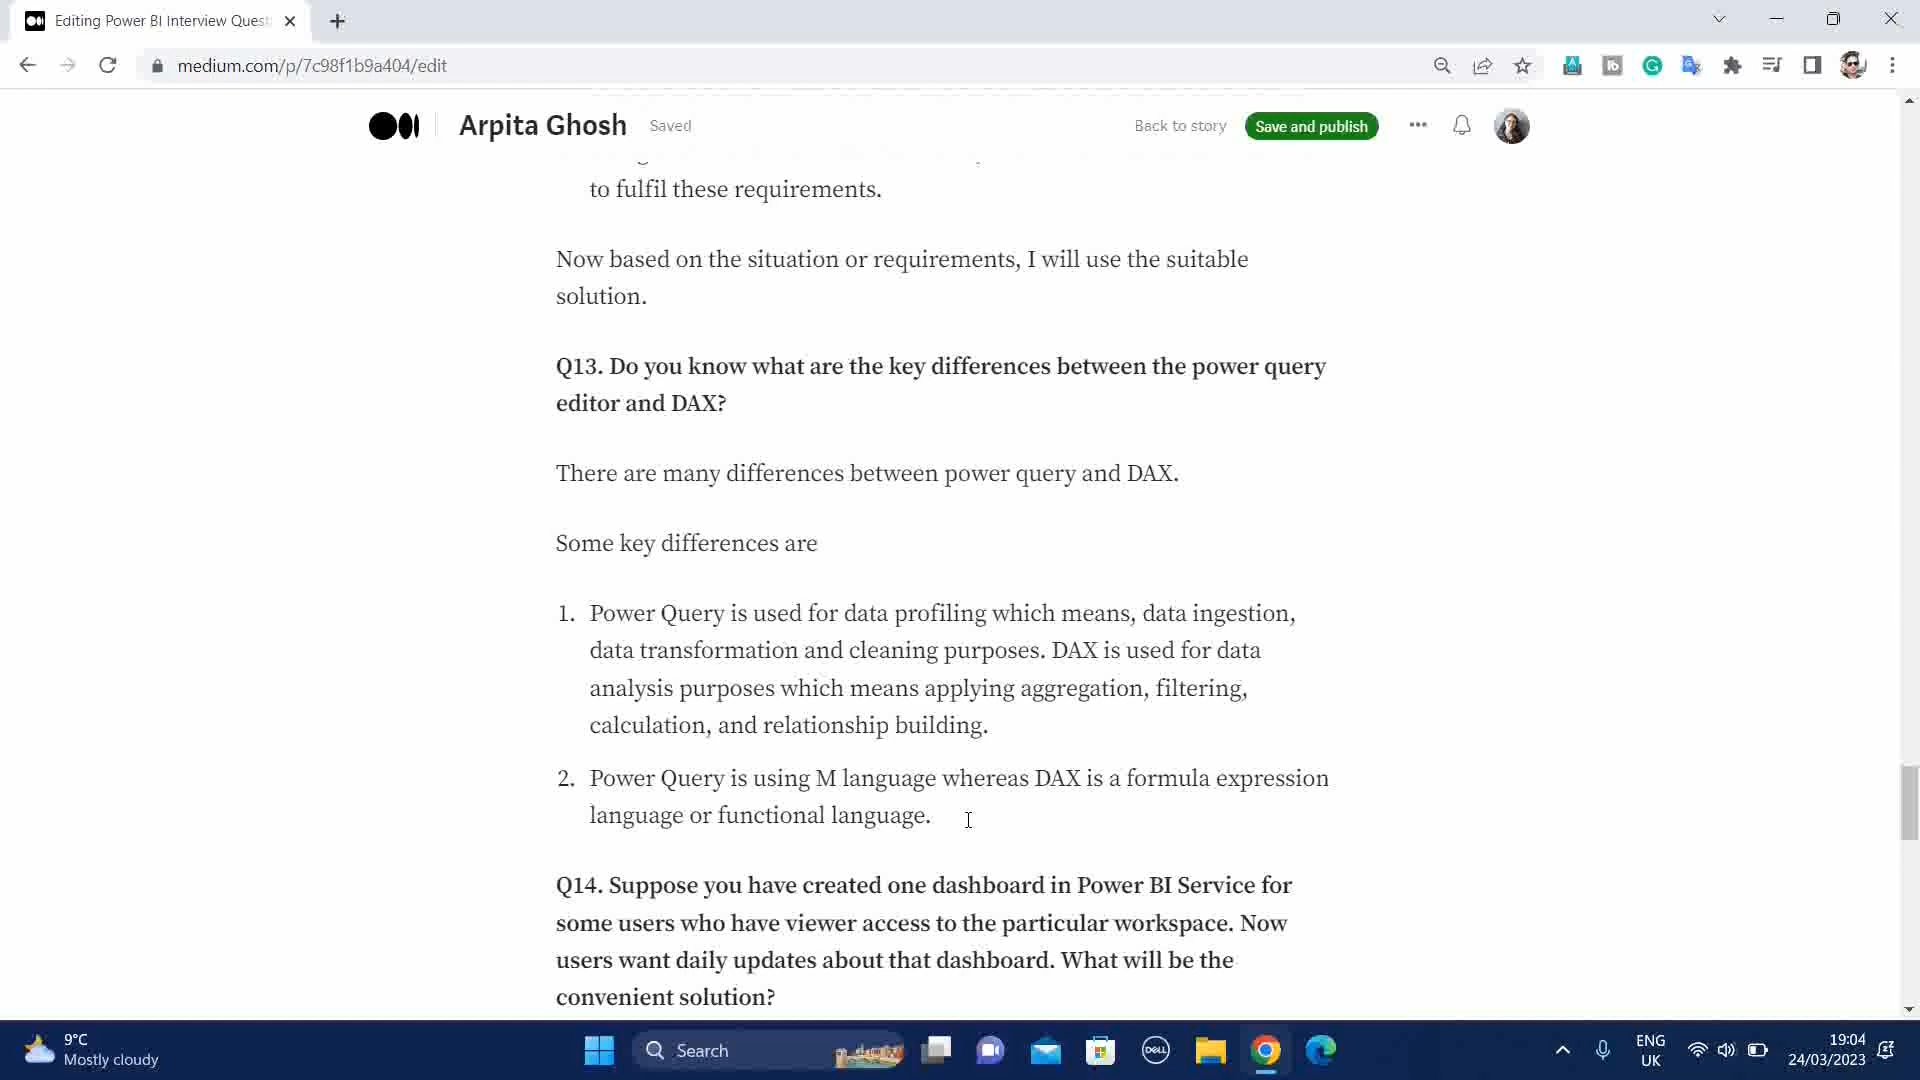 Editing Power BI Interview Quest
medium.com/p/7c98f1b9a404/edit
Arpita Ghosh
Saved
Back to story
Save and publish
to fulfil these requirements.
Now based on the situation or requirements, I will use the suitable
solution.
Q13. Do you know what are the key differences between the power query
editor and DAX?
There are many differences between power query and DAX.
Some key differences are
1. Power Query is used for data profiling which means, data ingestion,
data transformation and cleaning purposes. DAX is used for data
analysis purposes which means applying aggregation, filtering,
calculation, and relationship building.
2. Power Query is using M language whereas DAX is a formula expression
language or functional language.
Q14. Suppose you have created one dashboard in Power BI Service for
some users who have viewer access to the particular workspace. Now
users want daily updates about that dashboard. What will be the
convenient solution?
9°C
Mostly cloudy
Search
DELL
ENG
UK
19:04
24/03/2023